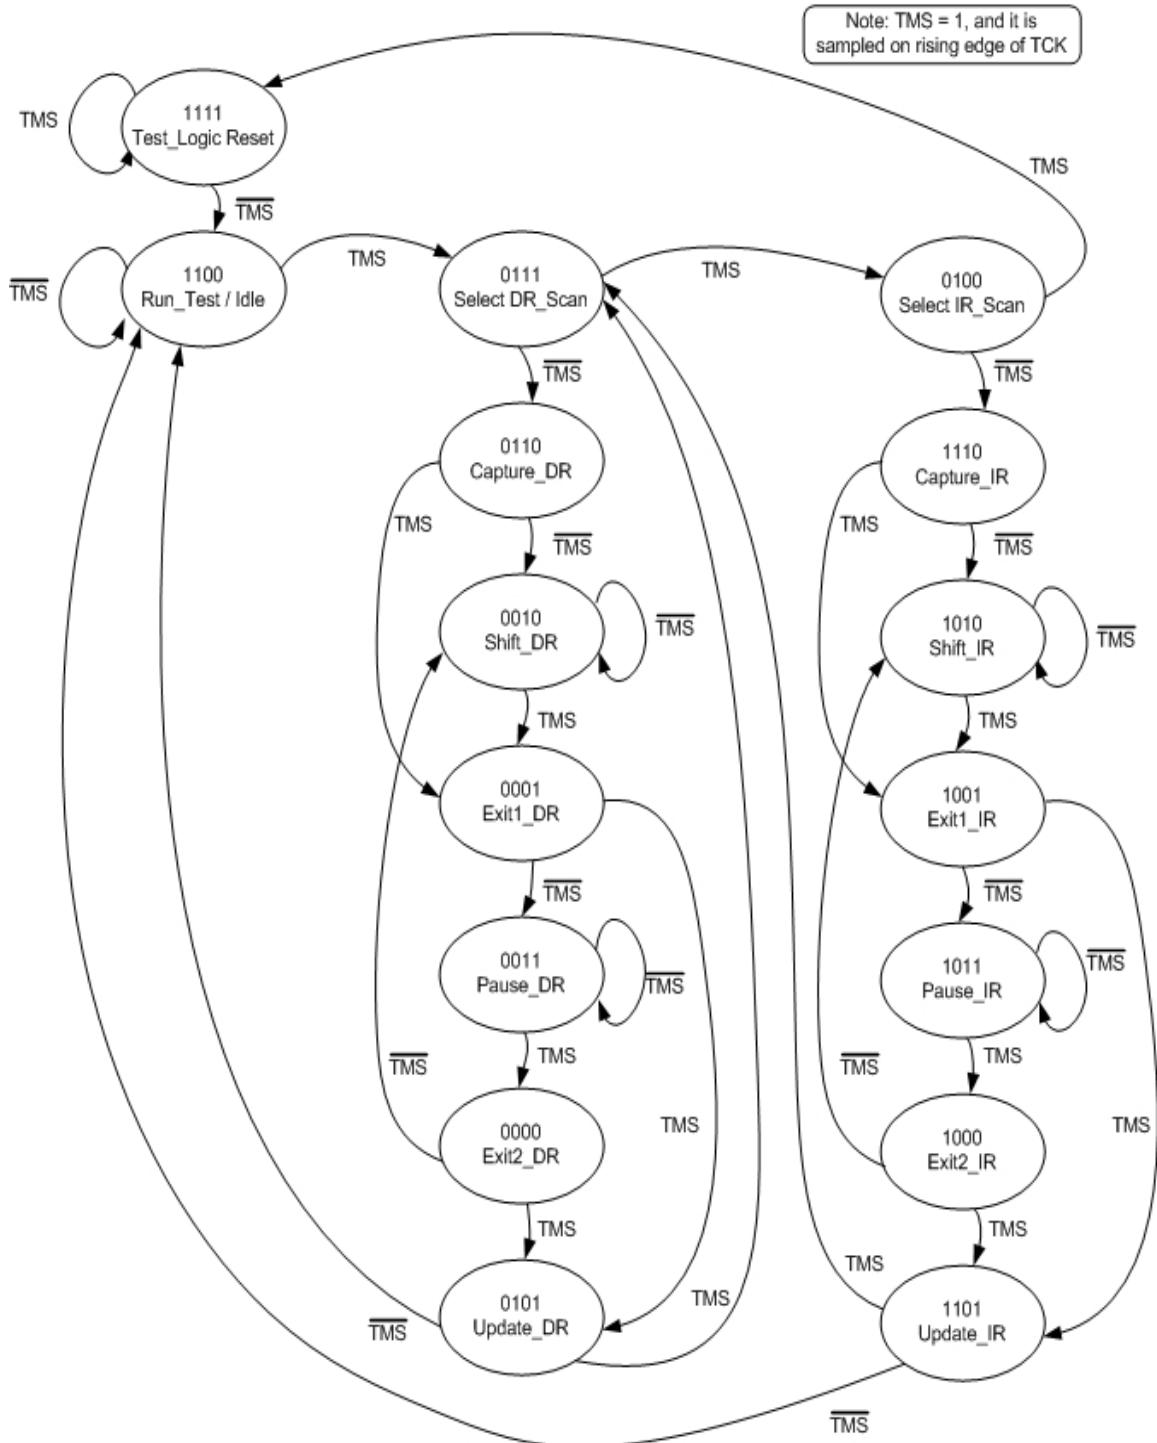 Note: TMS = 1, and it is
sampled on rising edge of TCK
TMS
1111
Test_Logic Reset
TMS
TMS
TMS
1100
Run_Test / Idle
TMS
0111
Select DR_Scan
TMS
0100
Select IR_Scan
TMS
TMS
0110
Capture_DR
1110
Capture_IR
TMS
TMS
TMS
TMS
0010
Shift_DR
TMS
1010
Shift_IR
TMS
TMS
TMS
0001
Exit1_DR
1001
Exit1_IR
TMS
TMS
0011
Pause_DR
TMS
1011
Pause_IR
TMS
TMS
TMS
TMS
TMS
0000
Exit2_DR
TMS
1000
Exit2_IR
TMS
TMS
TMS
TMS
0101
Update_DR
TMS
TMS
1101
Update_IR
TMS
TMS